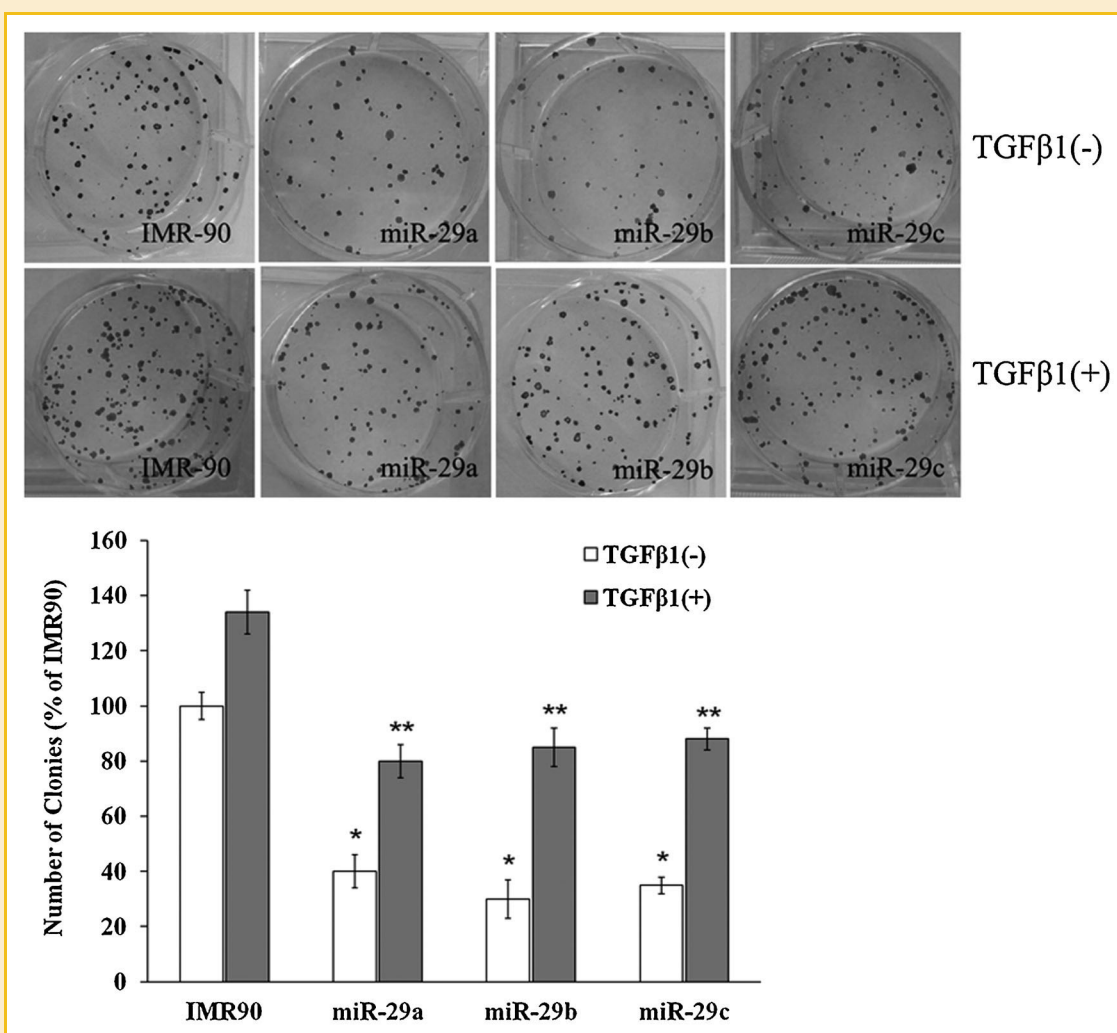 IMR-90 miR-29a miR-29b miR-29c TGFβ1(-)
IMR-90 miR-29a miR-29b miR-29c TGFβ1(+)
160
140
120
100
80
60
40
20
0
Number of Clonies (% of IMR90)
TGFβ1(-)
TGFβ1(+)
* ** * ** * **
IMR90 miR-29a miR-29b miR-29c